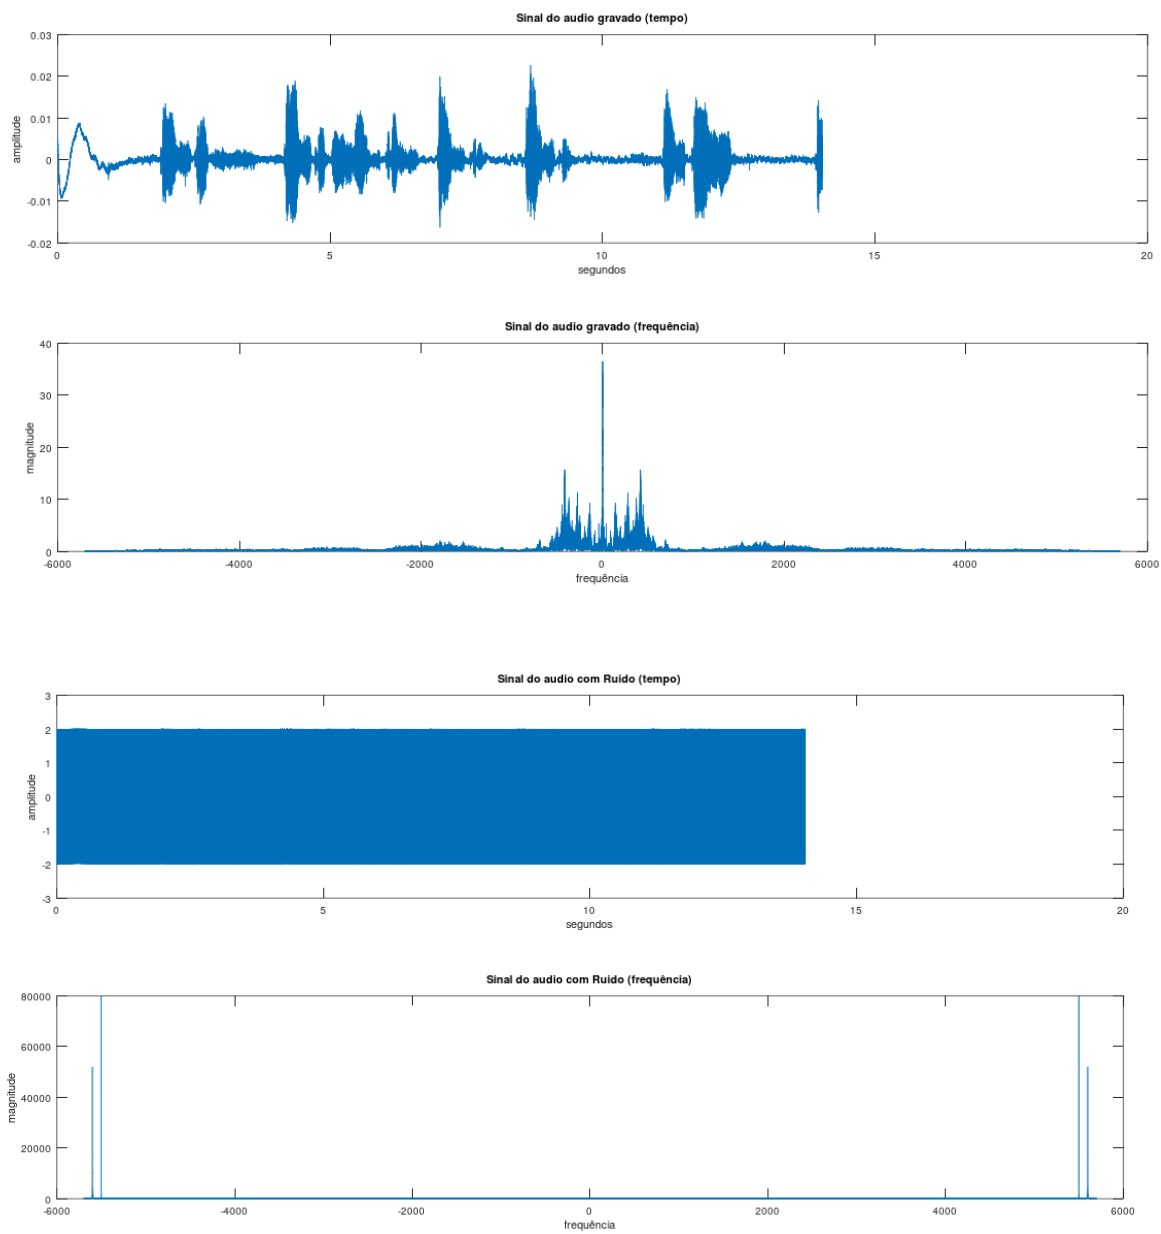 Sinal do audio gravado (tempo)
0.03
0.02
0.01
0
-0.01
-0.02
amplitude
0 5 10 15 20
segundos
Sinal do audio gravado (frequência)
40
30
20
10
0
magnitude
-6000 -4000 -2000 0 2000 4000 6000
frequência
Sinal do audio com Ruido (tempo)
3
2
1
0
-1
-2
-3
amplitude
0 5 10 15 20
segundos
Sinal do audio com Ruido (frequência)
80000
60000
40000
20000
0
magnitude
-6000 -4000 -2000 0 2000 4000 6000
frequência